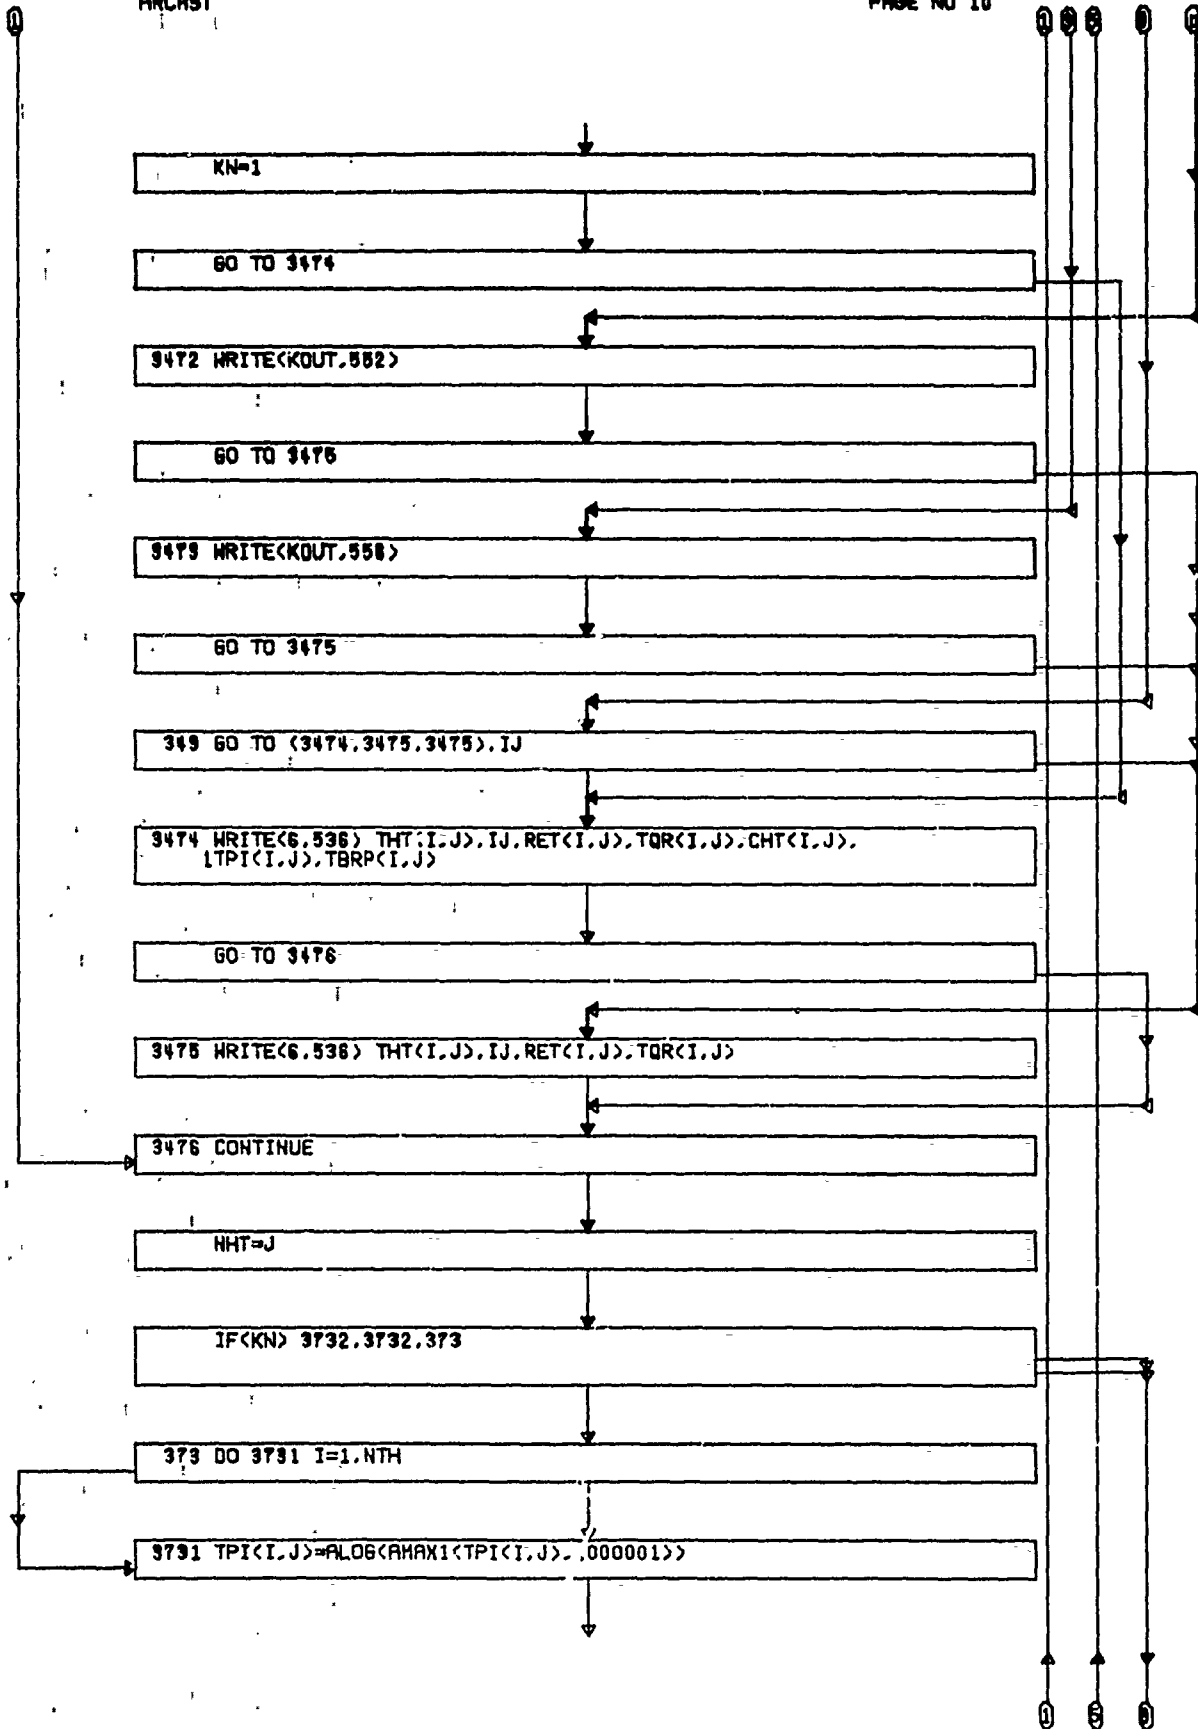 PAGE NO 10
KN=1
GO TO 3474
3472 WRITE(KOUT,552)
GO TO 3475
3473 WRITE(KOUT,558)
GO TO 3475
349 GO TO (3474,3475,3475),IJ
3474 WRITE(6,536) THT(I,J),IJ,RET(I,J),TQR(I,J),CHT(I,J),
1TPI(I,J),TBRP(I,J)
GO TO 3476
3475 WRITE(6,536) THT(I,J),IJ,RET(I,J),TQR(I,J)
3476 CONTINUE
NHT=J
IF(KN) 3732,3732,373
373 DO 3731 I=1,NTH
3731 TPI(I,J)=ALOG(AMAX1(TPI(I,J),.000001))